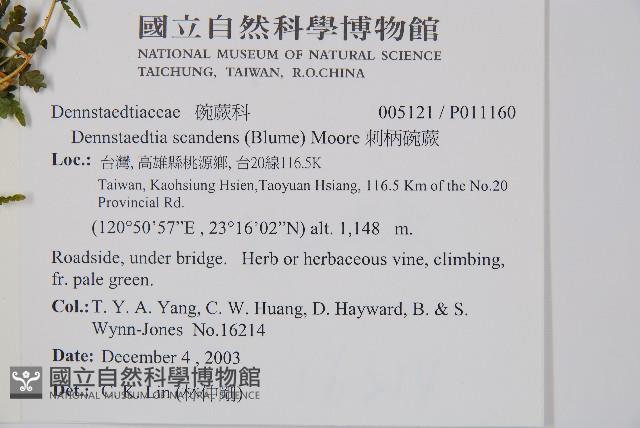 國立自然科學博物館
NATIONAL MUSEUM OF NATURAL SCIENCE
TAICHUNG, TAIWAN, R.O.CHINA
Dennstaedtiaceae 碗蕨科 005121 / P011160
Dennstaedtia scandens (Blume) Moore 刺柄碗蕨
Loc.: 台灣, 高雄縣桃源鄉, 台20線116.5K
Taiwan, Kaohsiung Hsien,Taoyuan Hsiang, 116.5 Km of the No.20
Provincial Rd.
(120°50'57"E , 23°16'02"N) alt. 1,148 m.
Roadside, under bridge. Herb or herbaceous vine, climbing,
fr. pale green.
Col.: T. Y. A. Yang, C. W. Huang, D. Hayward, B. & S.
Wynn-Jones No.16214
Date: December 4 , 2003
國立自然科學博物館
Det.: C. K. Lin
NATIONAL MUSEUM OF NATURAL SCIENCE